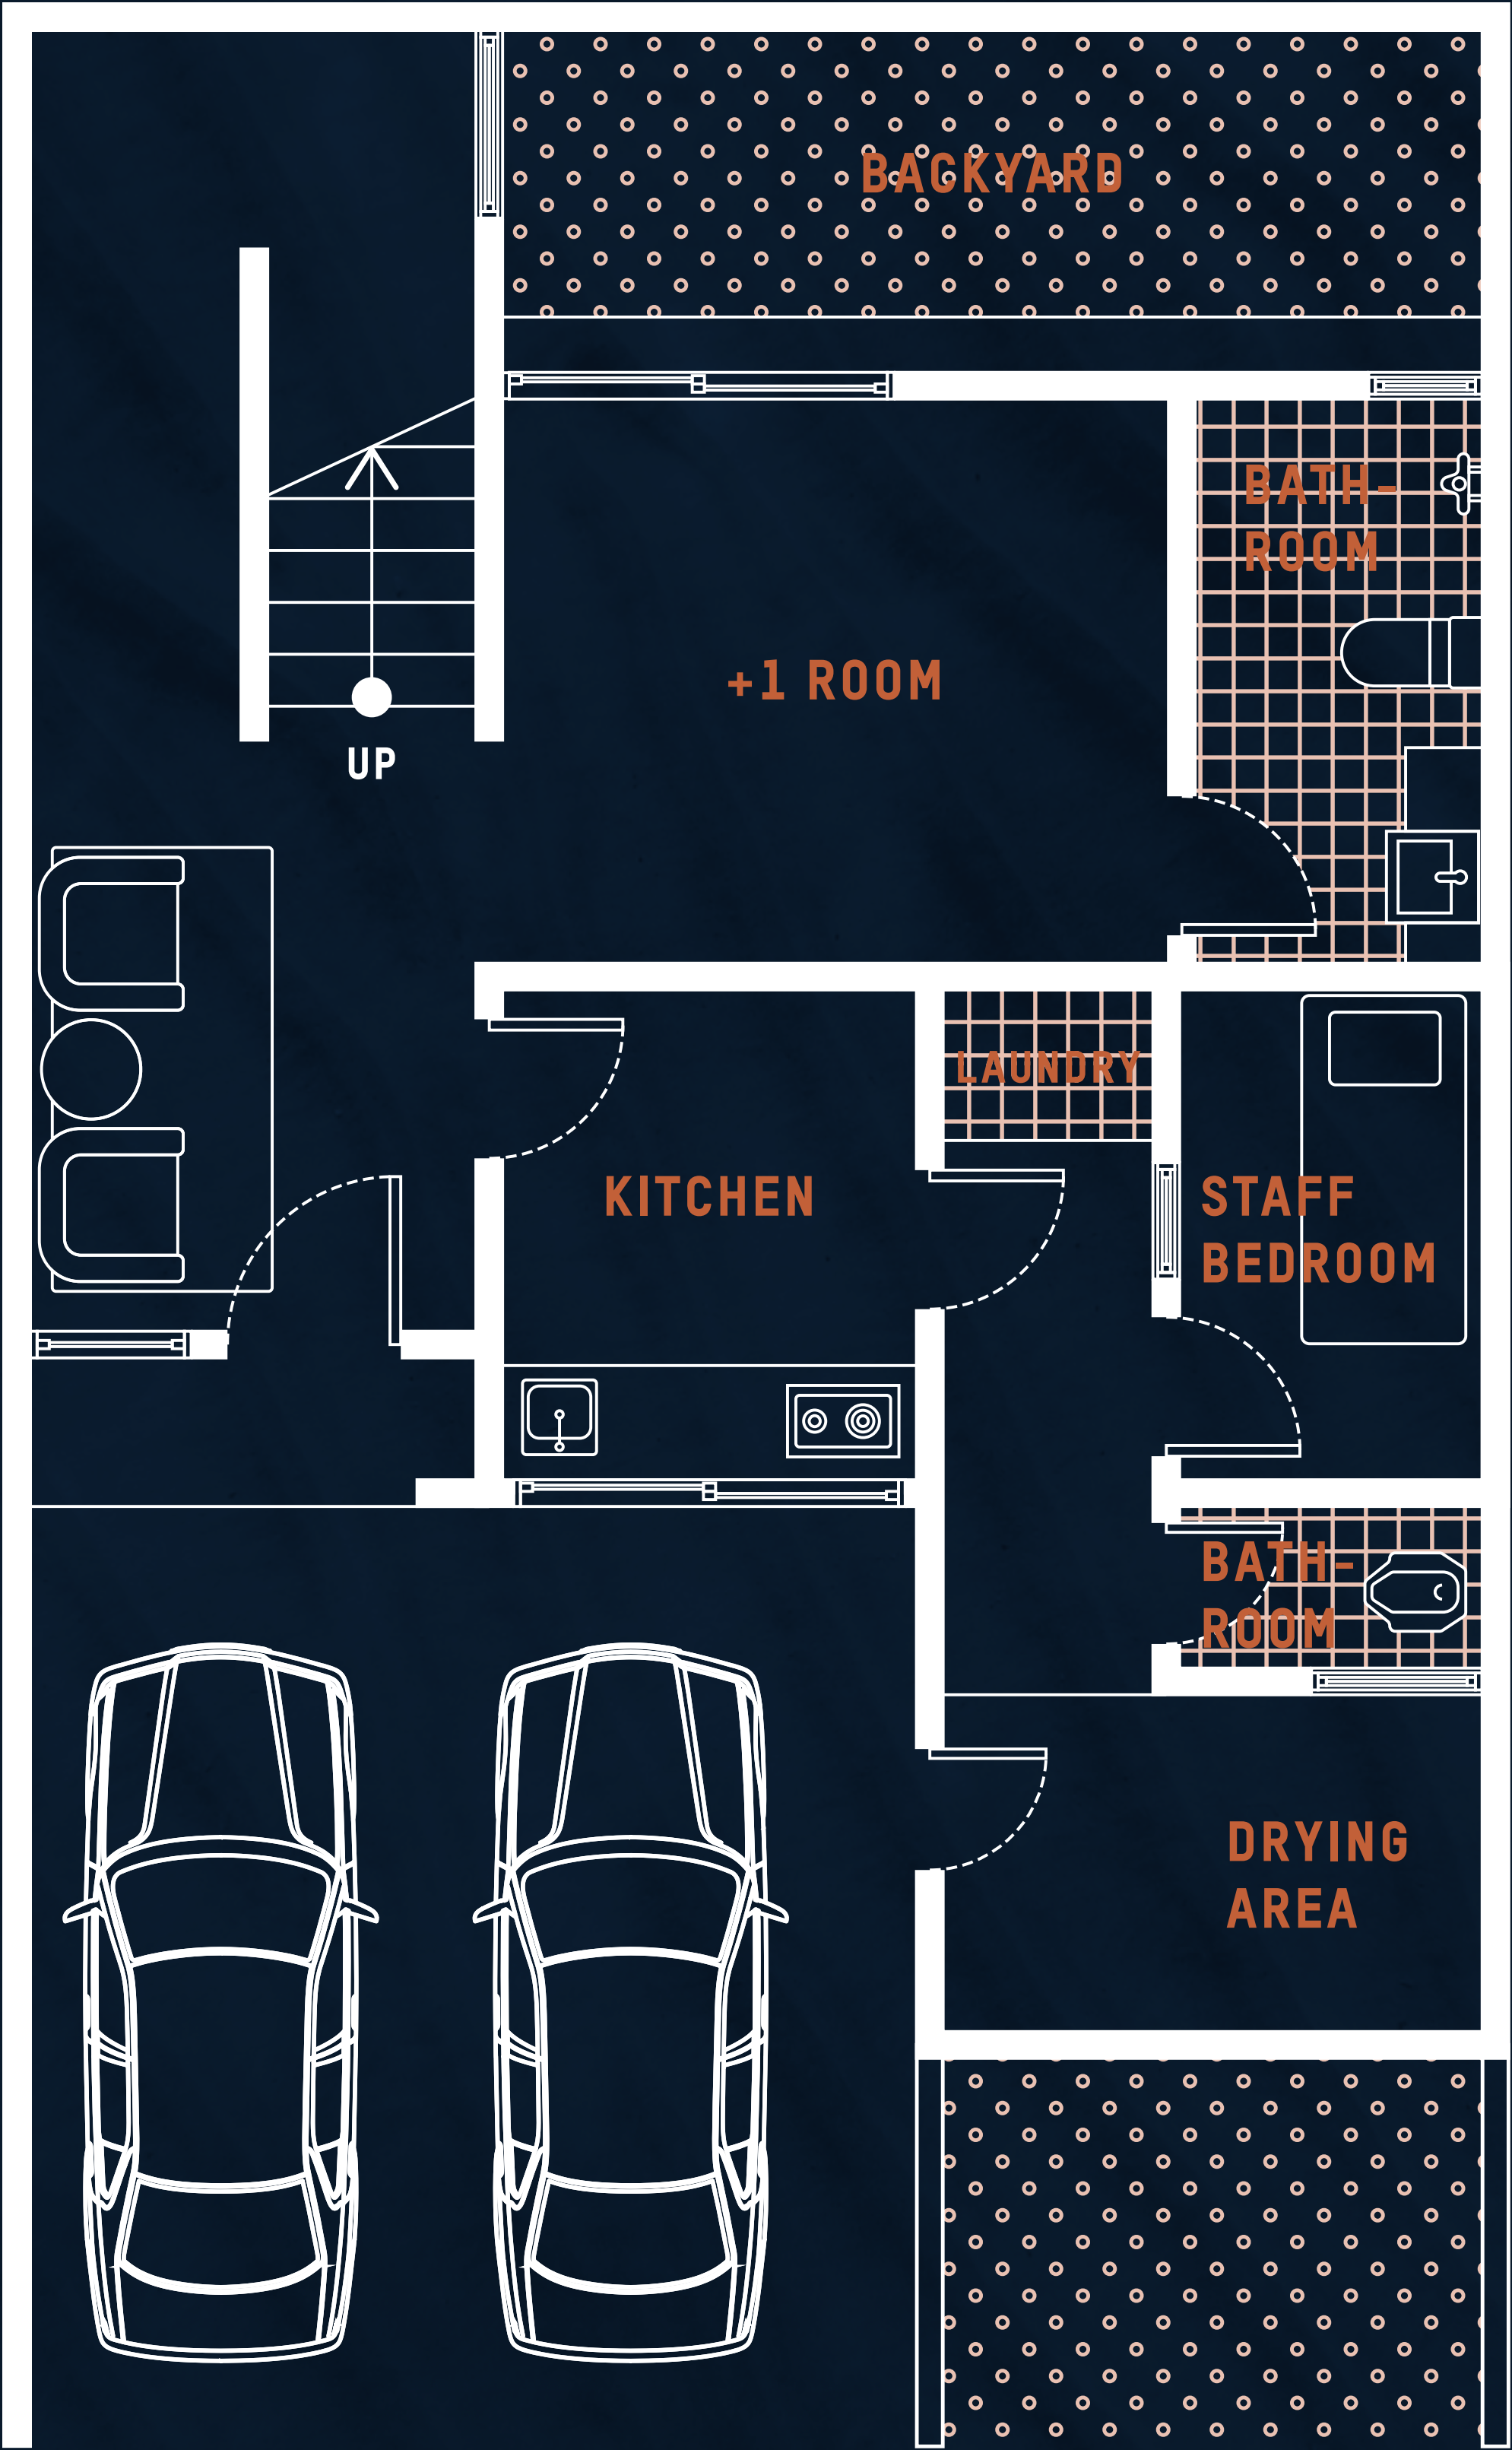 BACKYARD
BATH-
ROOM
+1 ROOM
UP
LAUNDRY
KITCHEN
STAFF
BEDROOM
BATH-
ROOM
DRYING
AREA